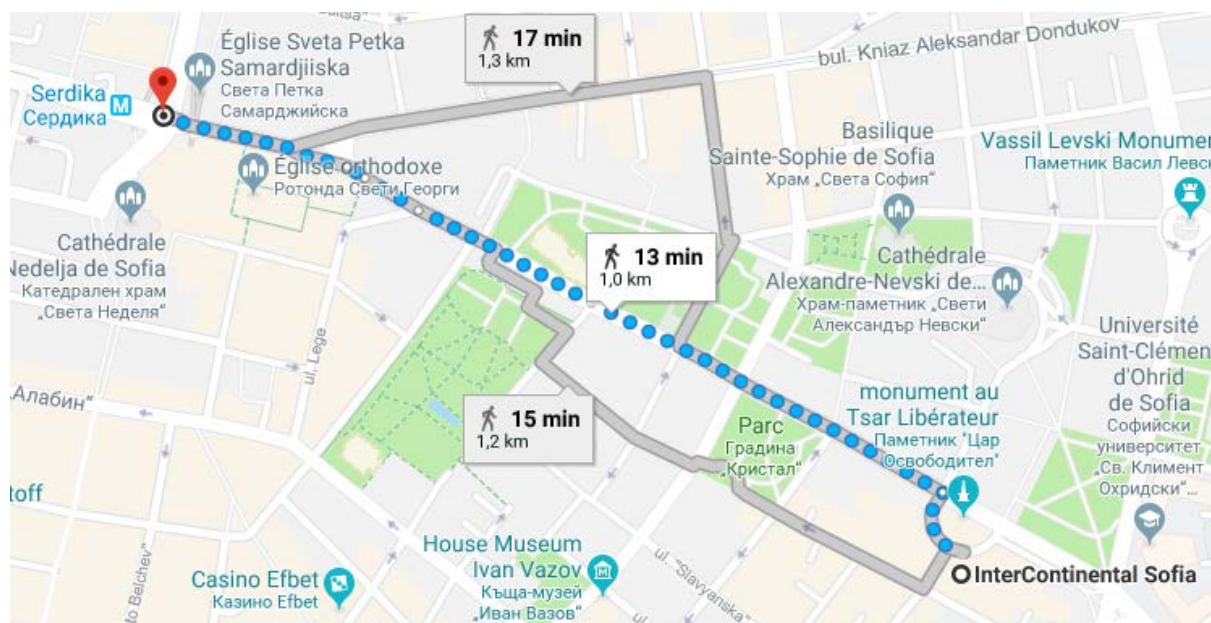 17 min
1,3 km
bul. Kniaz Aleksandar Dondukov
Église Sveta Petka
Samardjiiska
Света Петка
Самарджийска
Serdika
Сердика
M
Basilique
Sainte-Sophie de Sofia
Храм „Света София“
Vassil Levski Monumen
Паметник Васил Левск
Église orthodoxe
Ротонда Свети Георги
Cathédrale
Nedelja de Sofia
Катедрален храм
„Света Неделя“
13 min
1,0 km
Cathédrale
Alexandre-Nevski de...
Храм-паметник „Свети
Александър Невски“
Université
Saint-Clémen
d'Ohrid
de Sofia
Софийски
университет
„Св. Климент
Охридски“...
ul. Lege
„Алабин"
15 min
1,2 km
monument au
Tsar Libérateur
Паметник "Цар
Освободител"
Parc
Градина
„Кристал“
toff
House Museum
Ivan Vazov
Къща-музей
„Иван Вазов“
ul. "Slavyanska"
InterContinental Sofia
Casino Efbet
Казино Efbet
to Belchev"